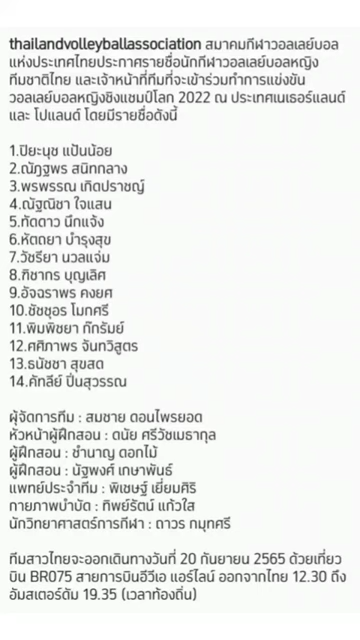 thailandvolleyballassociation สมาคมกีฬาวอลเลย์บอล
แห่งประเทศไทยประกาศรายชื่อนักกีฬาวอลเลย์บอลหญิง
ทีมชาติไทย และเจ้าหน้าที่ทีมที่จะเข้าร่วมทำการแข่งขัน
วอลเลย์บอลหญิงชิงแชมป์โลก 2022 ณ ประเทศเนเธอร์แลนด์
และ โปแลนด์ โดยมีรายชื่อดังนี้
1.ปิยะนุช แป้นน้อย
2.ณัฏฐพร สนิทกลาง
3.พรพรรณ เกิดปราชญ์
4.ณัฐณิชา ใจแสน
5.ทัดดาว นึกแจ้ง
6.หัตถยา บำรุงสุข
7.วัชรียา นวลแจ่ม
8.ฑิชากร บุญเลิศ
9.อัจฉราพร คงยศ
10.ชัชชุอร โมกศรี
11.พิมพิชยา ก๊กรัมย์
12.ศศิภาพร จันทวิสูตร
13.ธนัชชา สุขสด
14.คัทลีย์ ปิ่นสุวรรณ
ผุ้จัดการทีม : สมชาย ดอนไพรยอด
หัวหน้าผู้ฝึกสอน : ดนัย ศรีวัชเมธากุล
ผู้ฝึกสอน : ชำนาญ ดอกไม้
ผู้ฝึกสอน : นัฐพงศ์ เกษาพันธ์
แพทย์ประจำทีม : พิเชษฐ์ เยี่ยมศิริ
กายภาพบำบัด : ทิพย์รัตน์ แก้วใส
นักวิทยาศาสตร์การกีฬา : ถาวร กมุทศรี
ทีมสาวไทยจะออกเดินทางวันที่ 20 กันยายน 2565 ด้วยเที่ยว
บิน BR075 สายการบินอีวีเอ แอร์ไลน์ ออกจากไทย 12.30 ถึง
อัมสเตอร์ดัม 19.35 (เวลาท้องถิ่น)